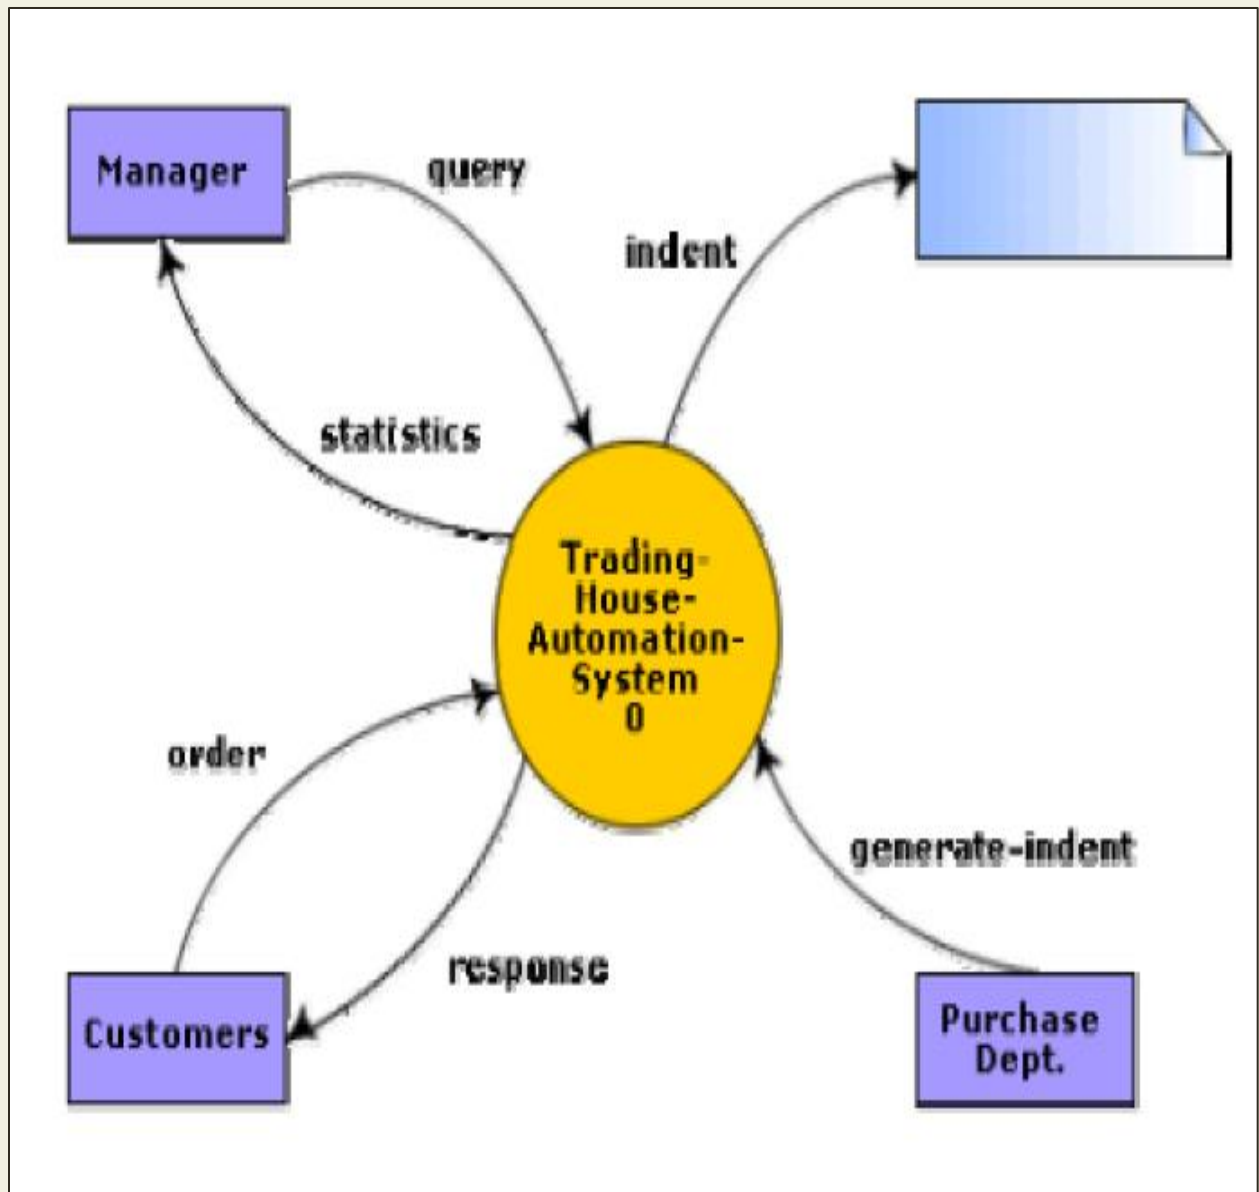 Manager
query
indent
statistics
Trading-
House-
Automation-
System
0
order
generate-indent
response
Customers
Purchase
Dept.